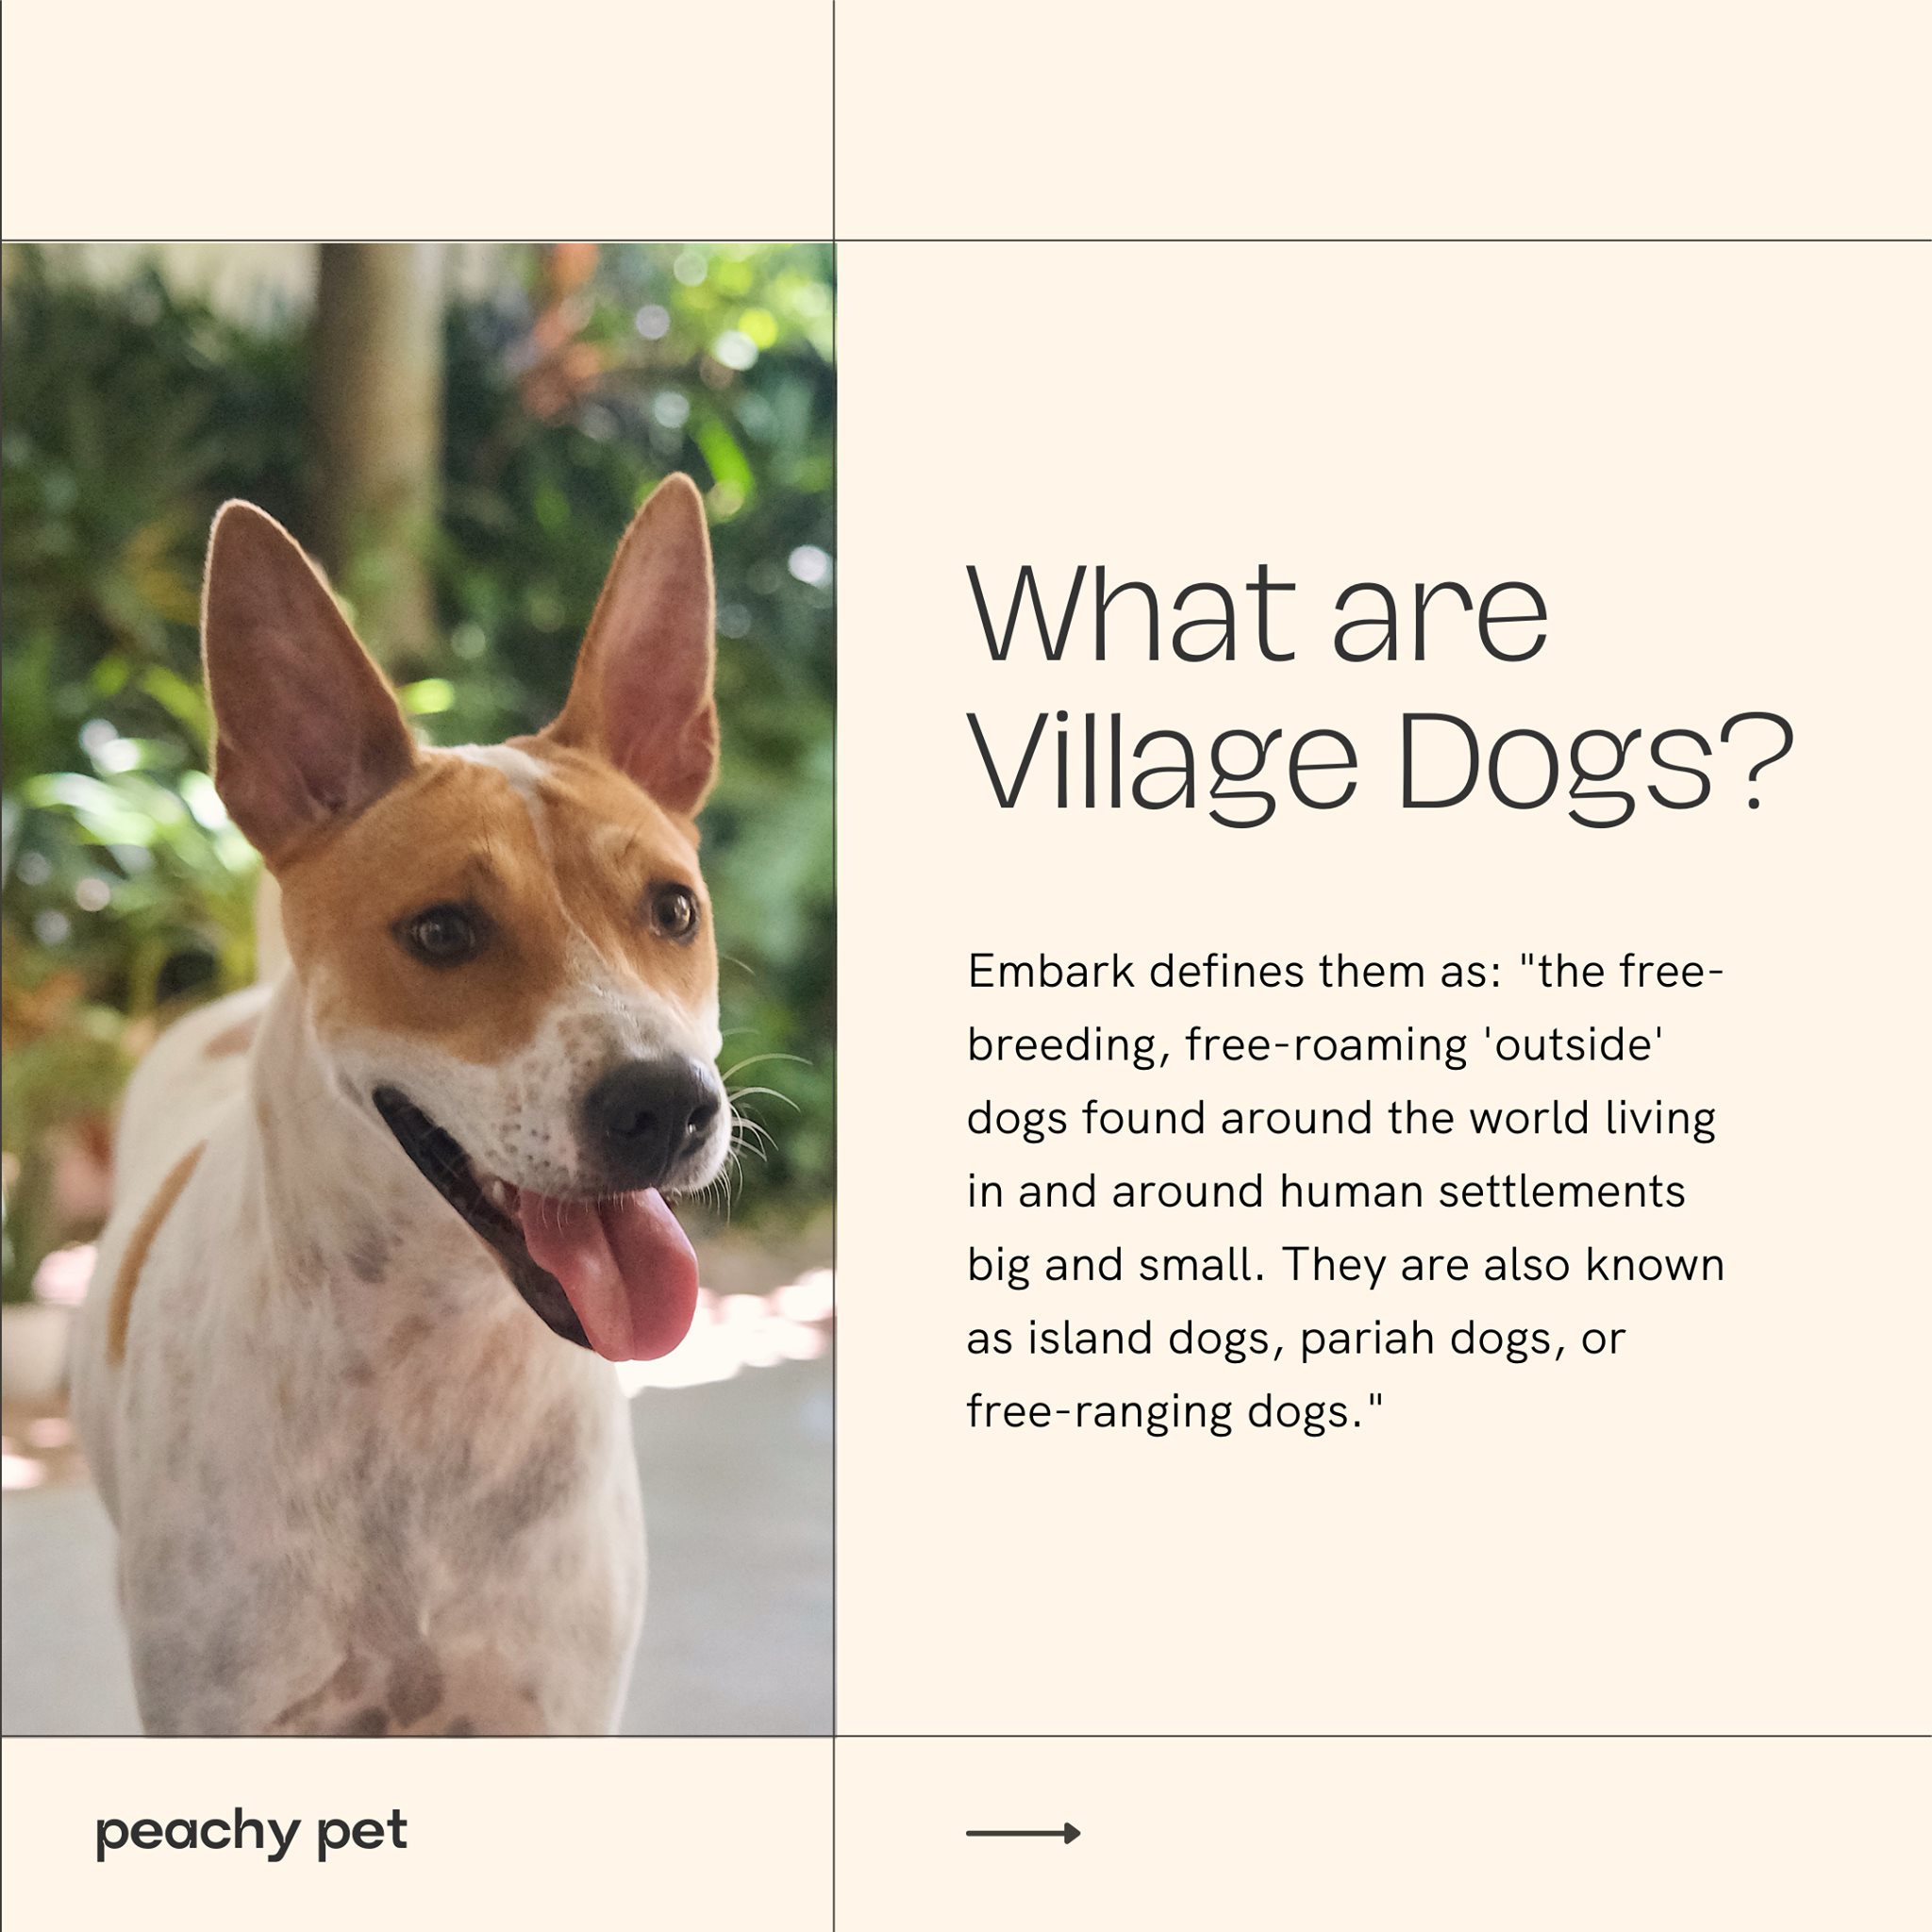 What are
Village Dogs?
Embark defines them as: "the free-
breeding, free-roaming 'outside'
dogs found around the world living
in and around human settlements
big and small. They are also known
as island dogs, pariah dogs, or
free-ranging dogs."
peachy pet